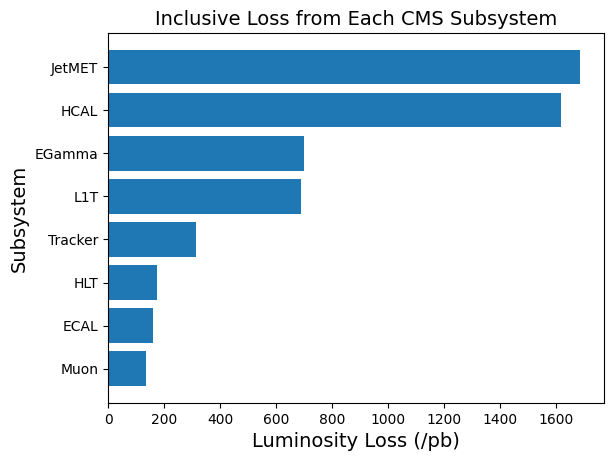 Inclusive Loss from Each CMS Subsystem
JetMET
HCAL
EGamma
L1T
Tracker
HLT
ECAL
Muon
Subsystem
0 200 400 600 800 1000 1200 1400 1600
Luminosity Loss (/pb)